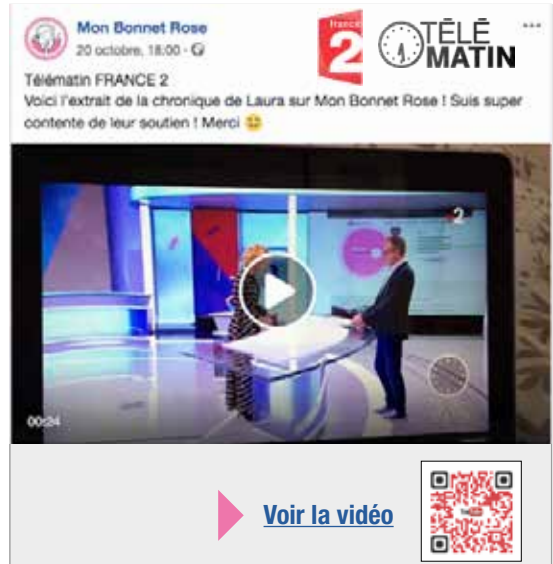 Mon Bonnet Rose
20 octobre, 18:00 ·
france 2
TÉLÉ
MATIN
Télématin FRANCE 2
Voici l'extrait de la chronique de Laura sur Mon Bonnet Rose ! Suis super
contente de leur soutien ! Merci
2
00:24
Voir la vidéo